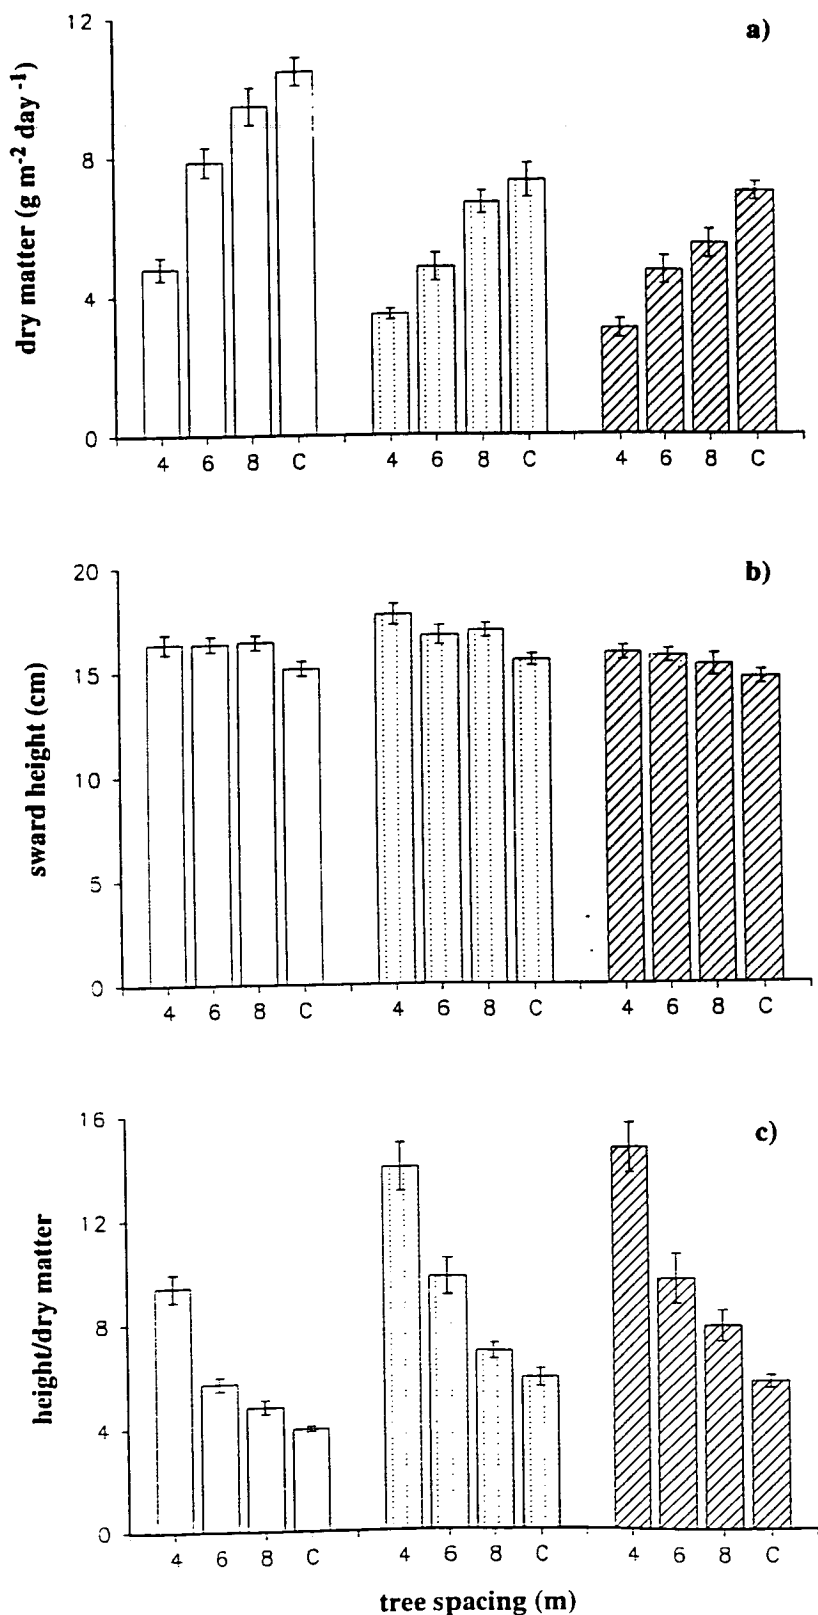 a)
dry matter (g m⁻² day⁻¹)
12
8
4
0
4 6 8 C 4 6 8 C 4 6 8 C
b)
sward height (cm)
20
15
10
5
0
4 6 8 C 4 6 8 C 4 6 8 C
c)
height/dry matter
16
12
8
4
0
4 6 8 C 4 6 8 C 4 6 8 C
tree spacing (m)